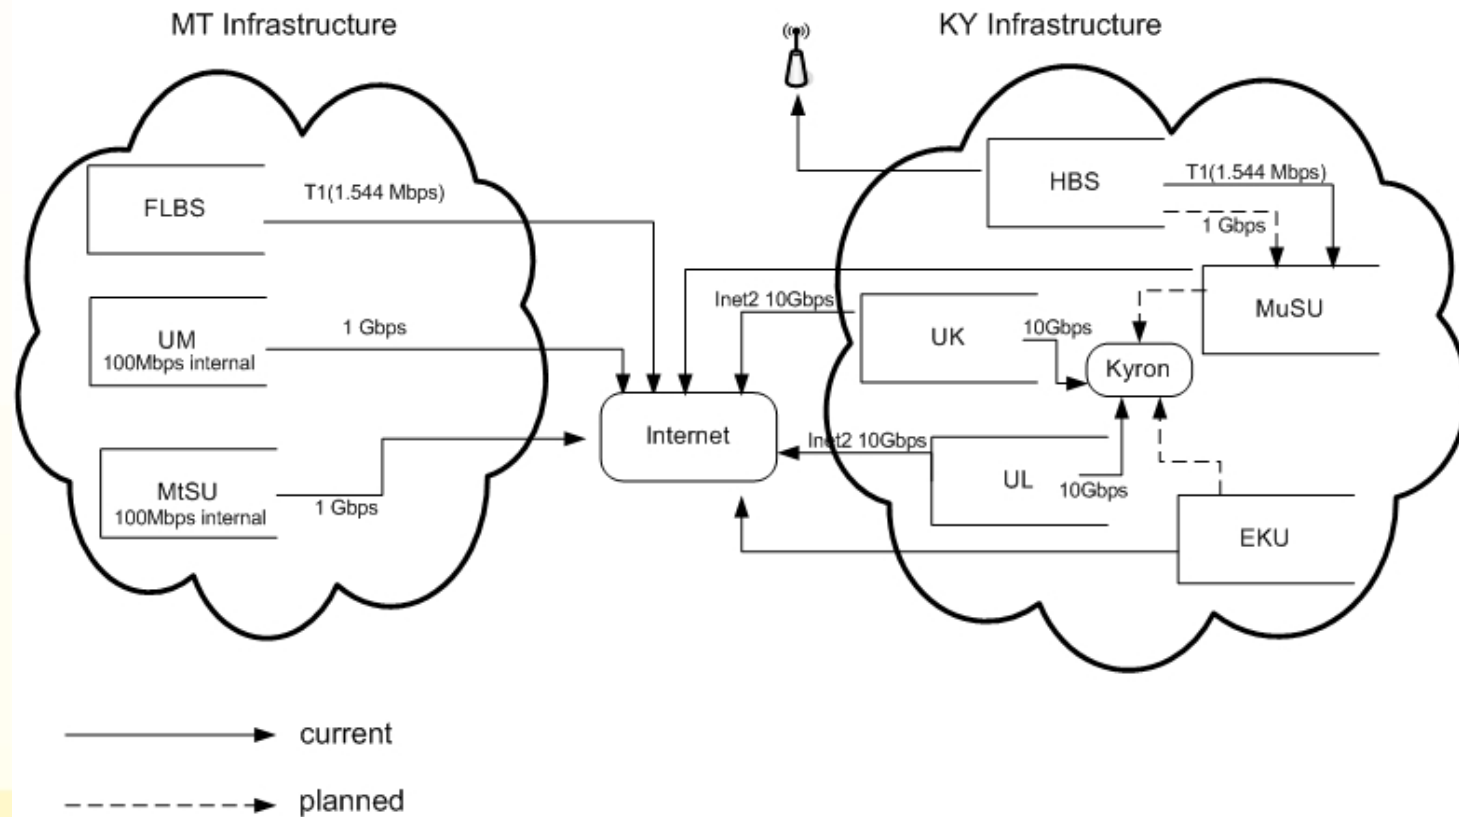 MT Infrastructure
KY Infrastructure
FLBS
T1(1.544 Mbps)
UM
100Mbps internal
1 Gbps
MtSU
100Mbps internal
1 Gbps
Internet
HBS
T1(1.544 Mbps)
1 Gbps
MuSU
Inet2 10Gbps
UK
10Gbps
Kyron
Inet2 10Gbps
UL
10Gbps
EKU
current
planned